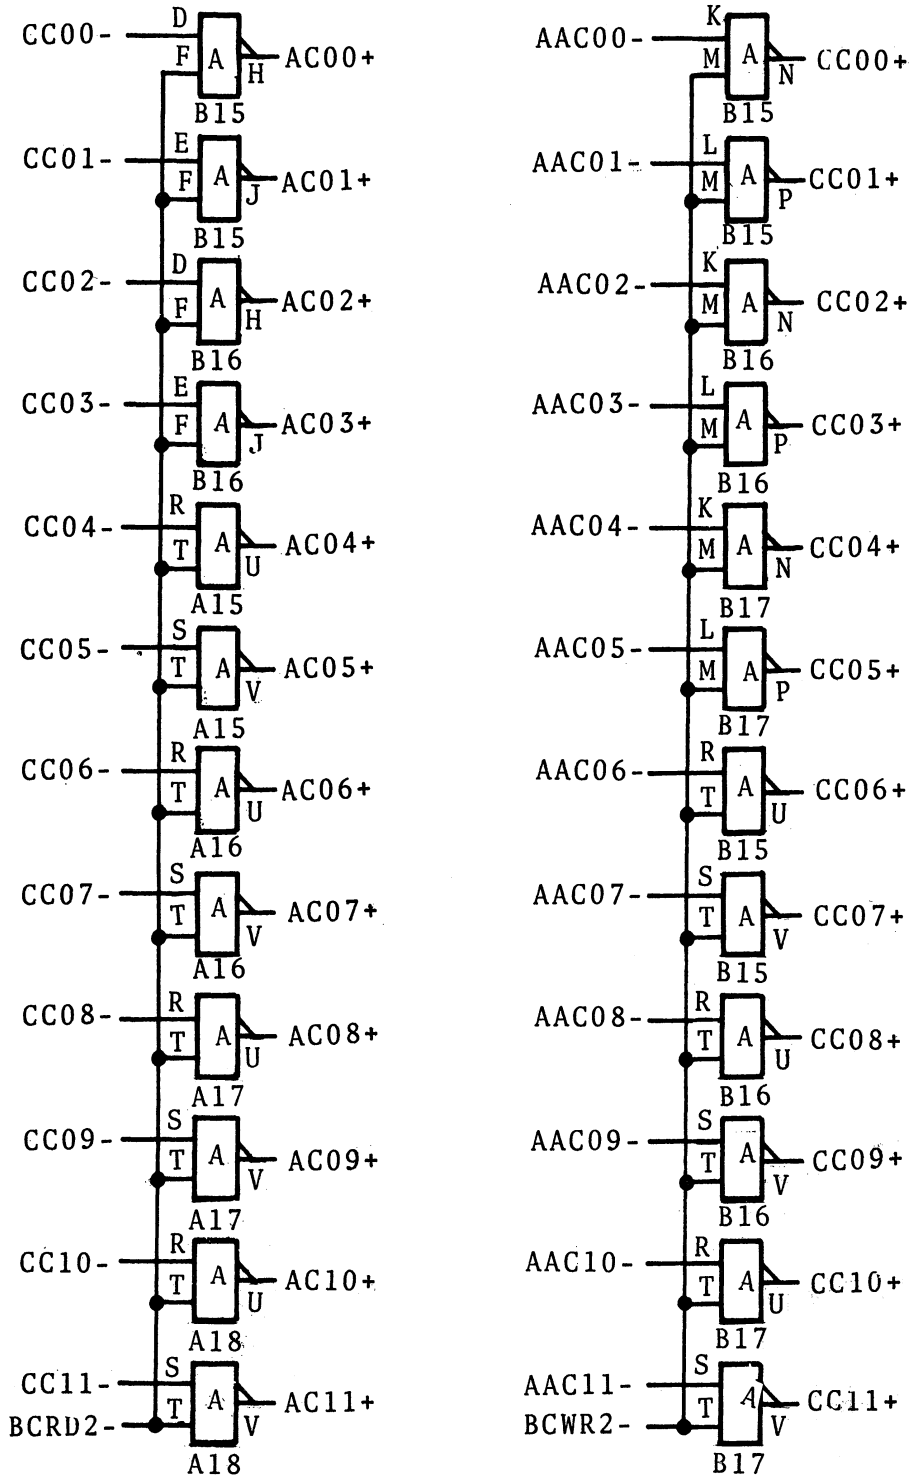 D
CC00- F A H AC00+
B15
E
CC01- F A J AC01+
B15
D
CC02- F A H AC02+
B16
E
CC03- F A J AC03+
B16
R
CC04- T A U AC04+
A15
S
CC05- T A V AC05+
A15
R
CC06- T A U AC06+
A16
S
CC07- T A V AC07+
A16
R
CC08- T A U AC08+
A17
S
CC09- T A V AC09+
A17
R
CC10- T A U AC10+
A18
S
CC11- A AC11+
BCRD2- T V
A18
K
AAC00- M A N CC00+
B15
L
AAC01- M A P CC01+
B15
K
AAC02- M A N CC02+
B16
L
AAC03- M A P CC03+
B16
K
AAC04- M A N CC04+
B17
L
AAC05- M A P CC05+
B17
R
AAC06- T A U CC06+
B15
S
AAC07- T A V CC07+
B15
R
AAC08- T A U CC08+
B16
S
AAC09- T A V CC09+
B16
R
AAC10- T A U CC10+
B17
S
AAC11- A CC11+
BCWR2- T V
B17